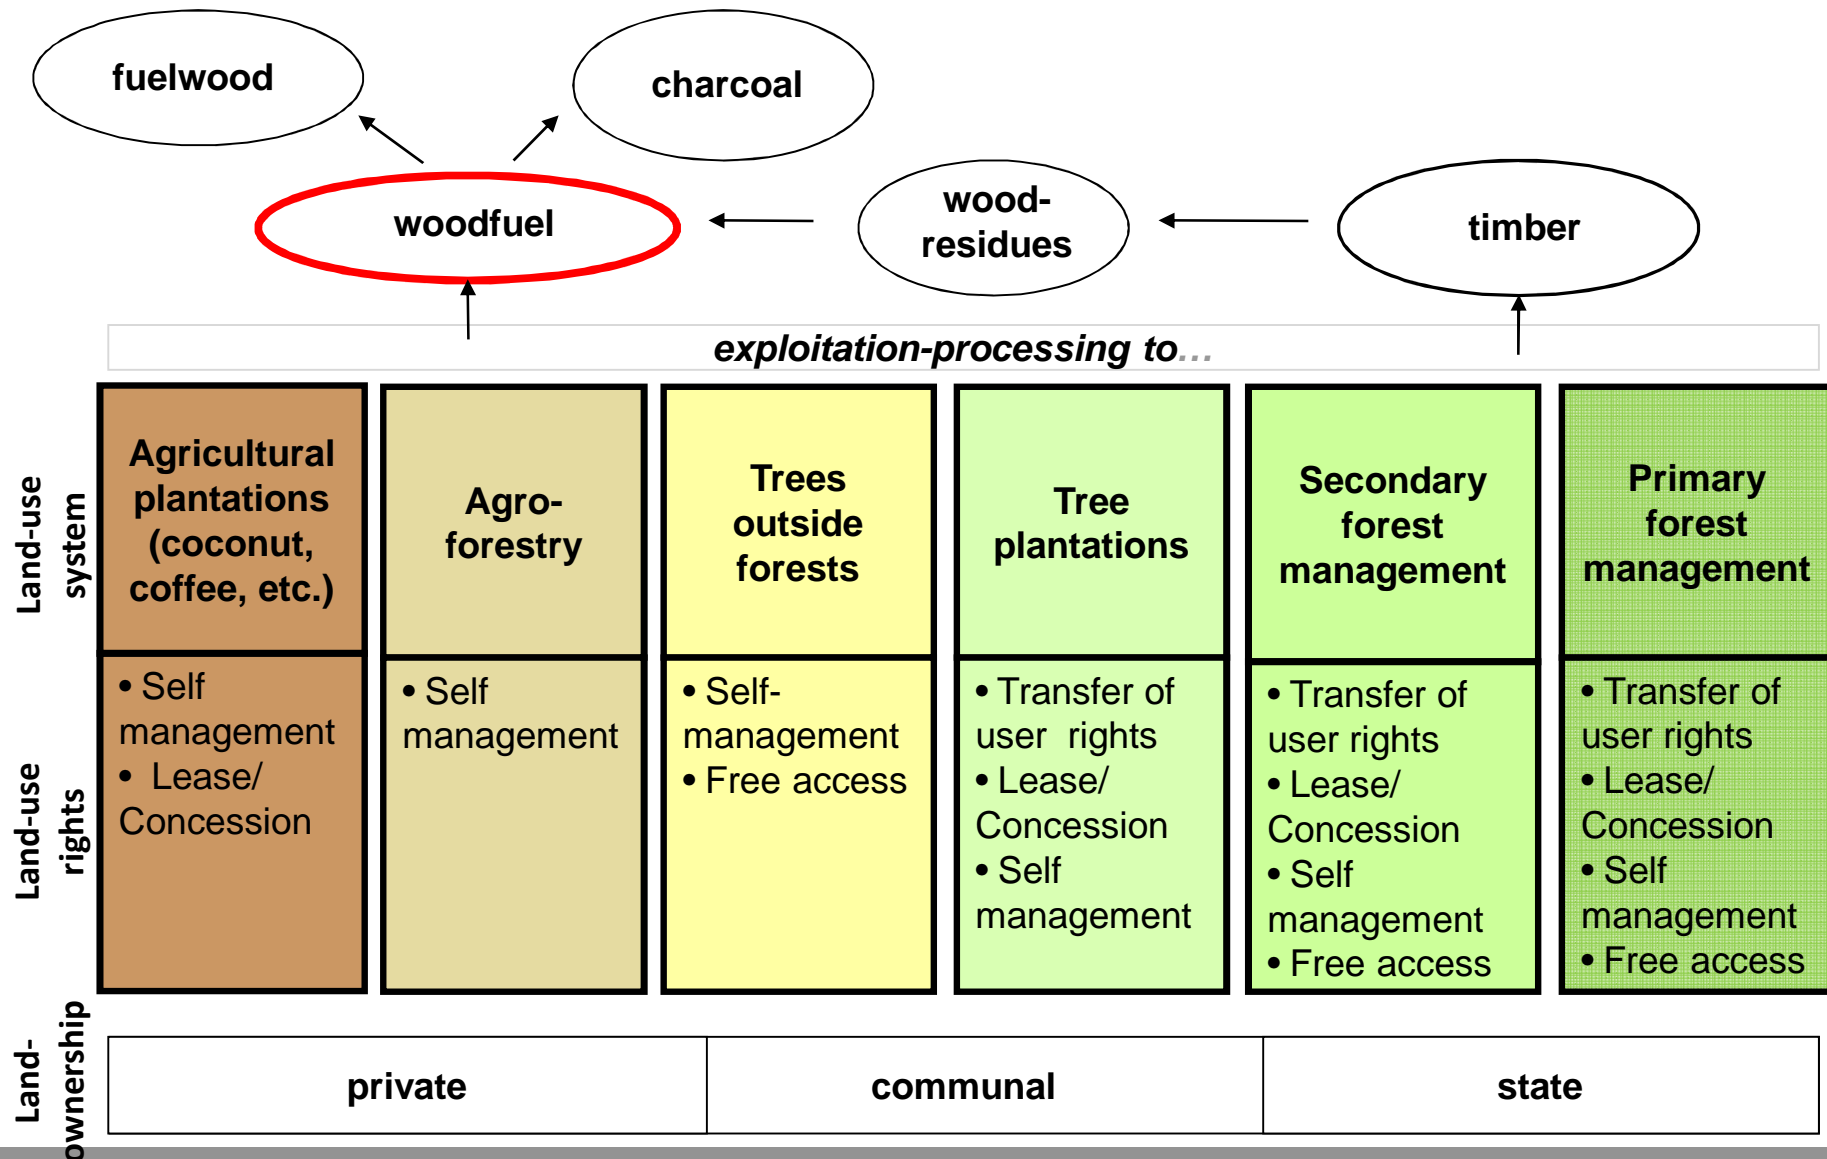 fuelwood
charcoal
woodfuel
wood-
residues
timber
exploitation-processing to...
Land-use
system
Agricultural
plantations
(coconut,
coffee, etc.)
Agro-
forestry
Trees
outside
forests
Tree
plantations
Secondary
forest
management
Primary
forest
management
Land-use
rights
• Self
management
• Lease/
Concession
• Self
management
• Self-
management
• Free access
• Transfer of
user rights
• Lease/
Concession
• Self
management
• Transfer of
user rights
• Lease/
Concession
• Self
management
• Free access
• Transfer of
user rights
• Lease/
Concession
• Self
management
• Free access
Land-
ownership
private
communal
state